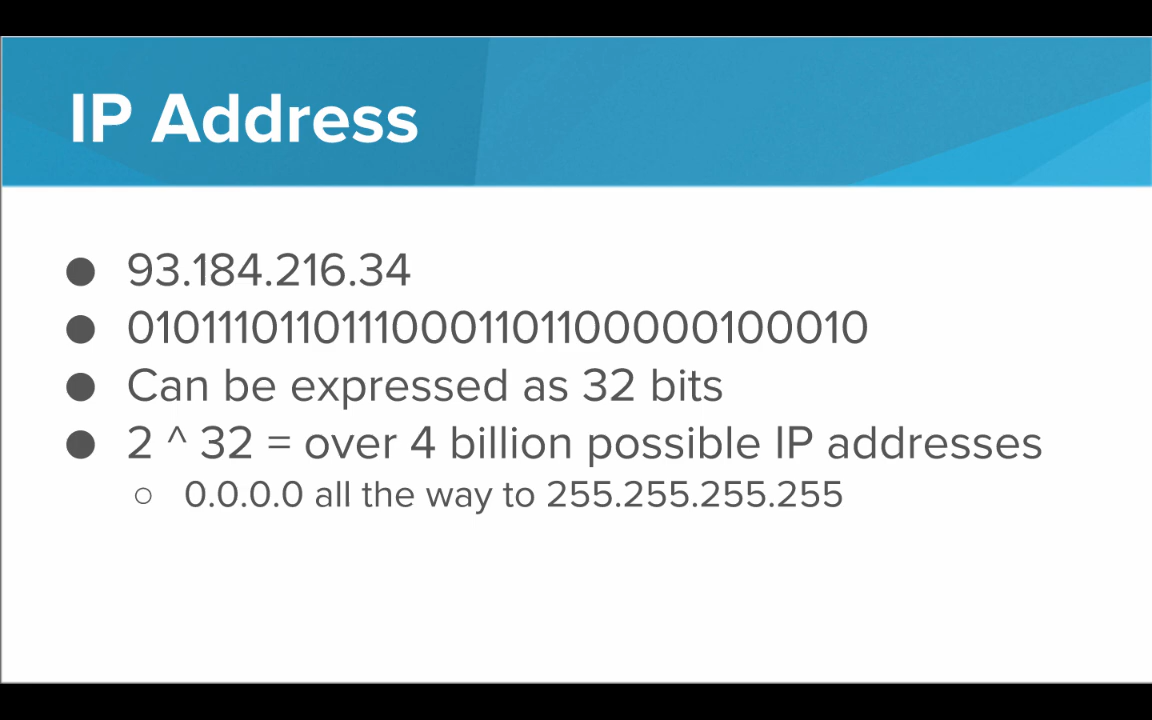 IP Address
● 93.184.216.34
● 01011101101110001101100000100010
● Can be expressed as 32 bits
● 2 ^ 32 = over 4 billion possible IP addresses
○ 0.0.0.0 all the way to 255.255.255.255